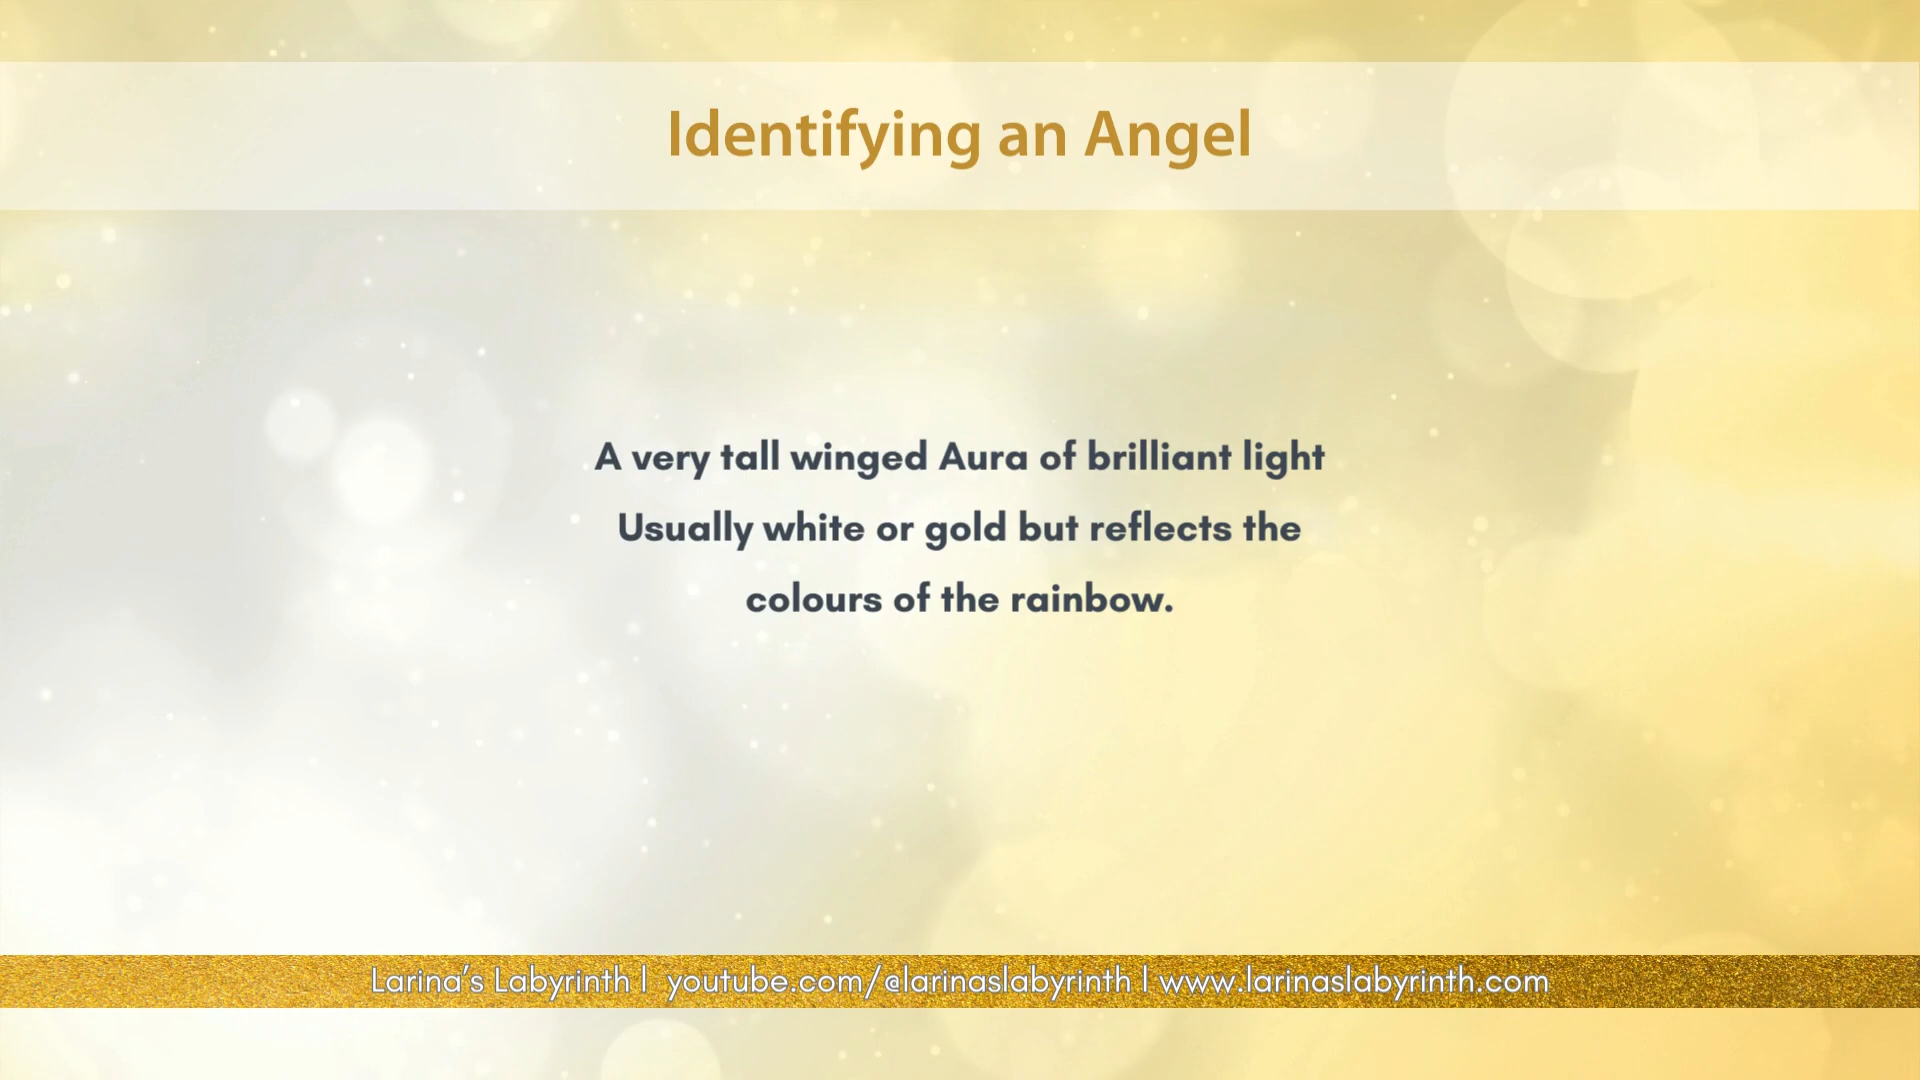 Identifying an Angel
A very tall winged Aura of brilliant light
Usually white or gold but reflects the
colours of the rainbow.
Larina's Labyrinth | youtube.com/@larinaslabyrinth | www.larinaslabyrinth.com